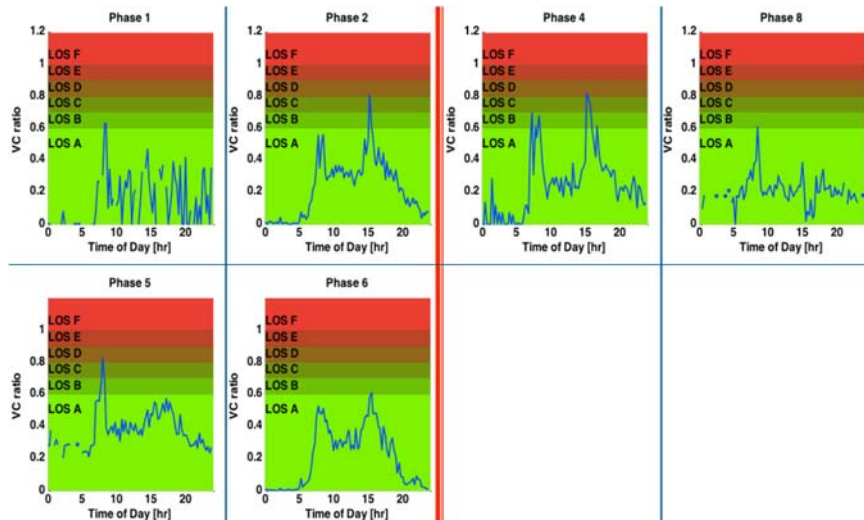 Phase 1
1.2
1
0.8
0.6
0.4
0.2
0
VC ratio
LOS F
LOS E
LOS D
LOS C
LOS B
LOS A
0 5 10 15 20
Time of Day [hr]
Phase 2
1.2
1
0.8
0.6
0.4
0.2
0
VC ratio
LOS F
LOS E
LOS D
LOS C
LOS B
LOS A
0 5 10 15 20
Time of Day [hr]
Phase 4
1.2
1
0.8
0.6
0.4
0.2
0
VC ratio
LOS F
LOS E
LOS D
LOS C
LOS B
LOS A
0 5 10 15 20
Time of Day [hr]
Phase 8
1.2
1
0.8
0.6
0.4
0.2
0
VC ratio
LOS F
LOS E
LOS D
LOS C
LOS B
LOS A
0 5 10 15 20
Time of Day [hr]
Phase 5
1
0.8
0.6
0.4
0.2
0
VC ratio
LOS F
LOS E
LOS D
LOS C
LOS B
LOS A
0 5 10 15 20
Time of Day [hr]
Phase 6
1
0.8
0.6
0.4
0.2
0
VC ratio
LOS F
LOS E
LOS D
LOS C
LOS B
LOS A
0 5 10 15 20
Time of Day [hr]